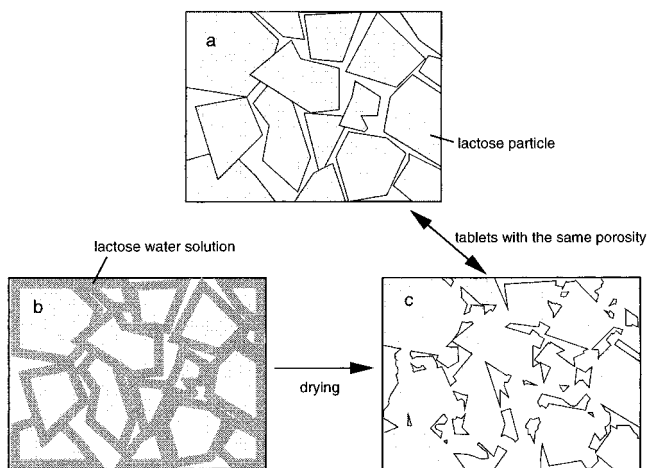 a
lactose particle
tablets with the same porosity
lactose water solution
b
c
drying